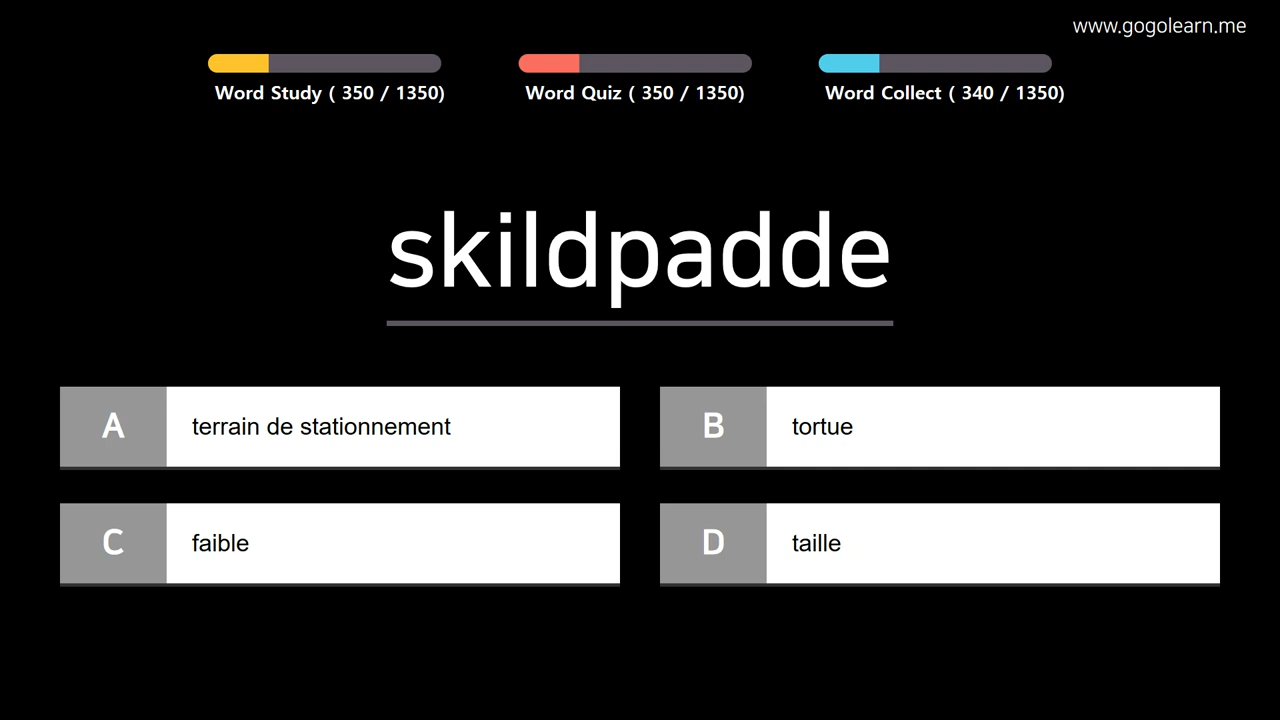 www.gogolearn.me
Word Study ( 350 / 1350)
Word Quiz ( 350 / 1350)
Word Collect ( 340 / 1350)
skildpadde
A terrain de stationnement
B tortue
C faible
D taille